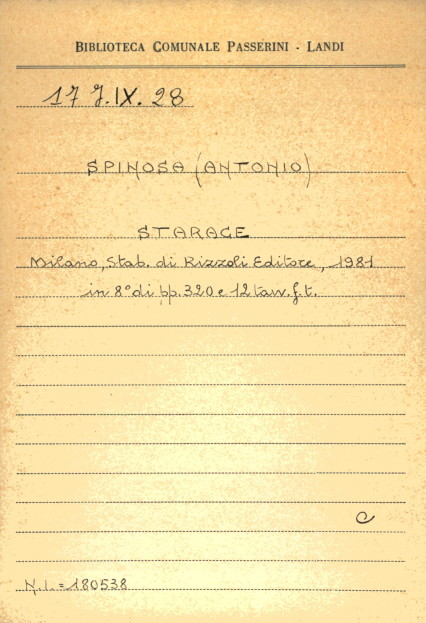 BIBLIOTECA COMUNALE PASSERINI - LANDI
17 J.IX.28
SPINOSA (ANTONIO)
STARACE
Milano, Stab. di Rizzoli Editore, 1981
in 8° di pp. 320 e 12 tavv. f. t.
C
N.I. = 180538